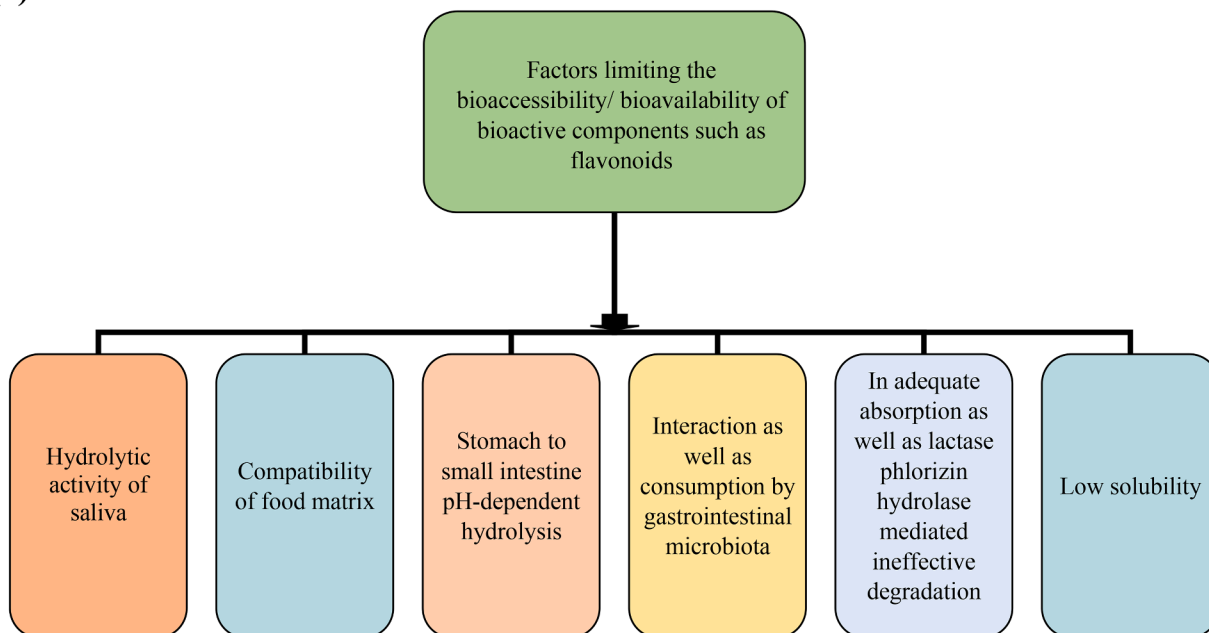 Factors limiting the
bioaccessibility/ bioavailability of
bioactive components such as
flavonoids
Hydrolytic
activity of
saliva
Compatibility
of food matrix
Stomach to
small intestine
pH-dependent
hydrolysis
Interaction as
well as
consumption by
gastrointestinal
microbiota
In adequate
absorption as
well as lactase
phlorizin
hydrolase
mediated
ineffective
degradation
Low solubility